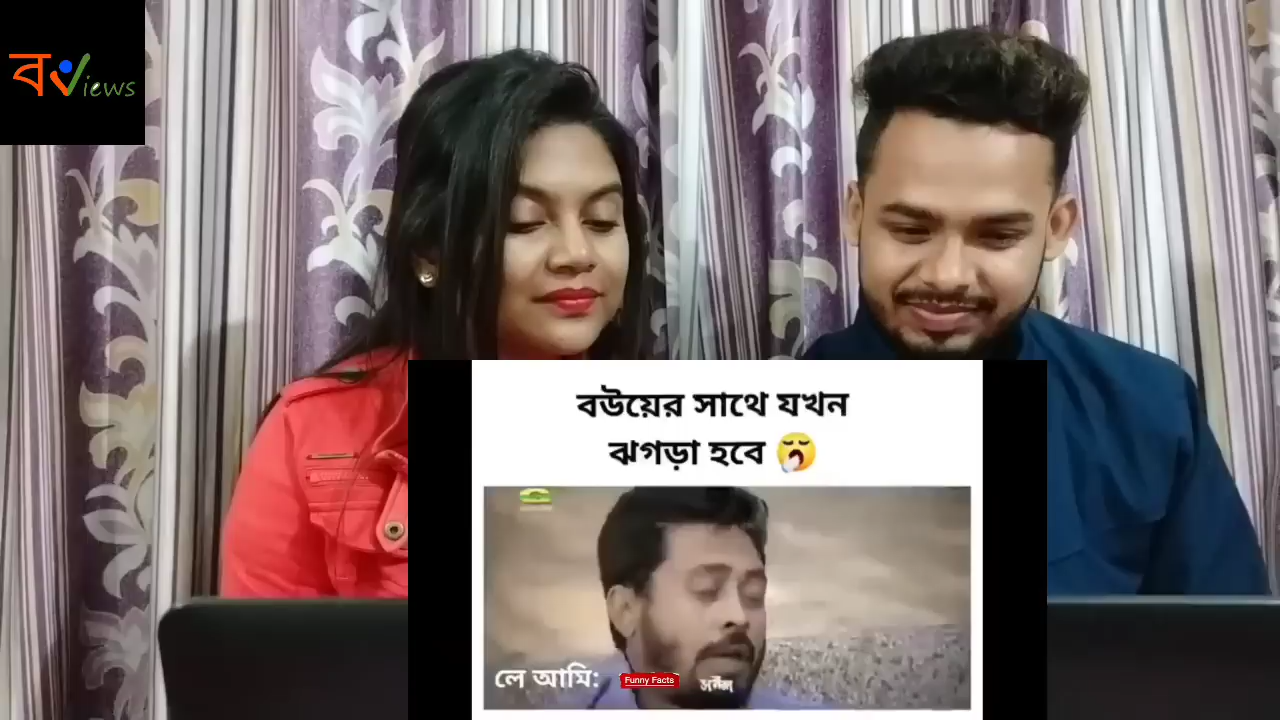 বViews
বউয়ের সাথে যখন
ঝগড়া হবে 🥱
লে আমি:
Funny Facts